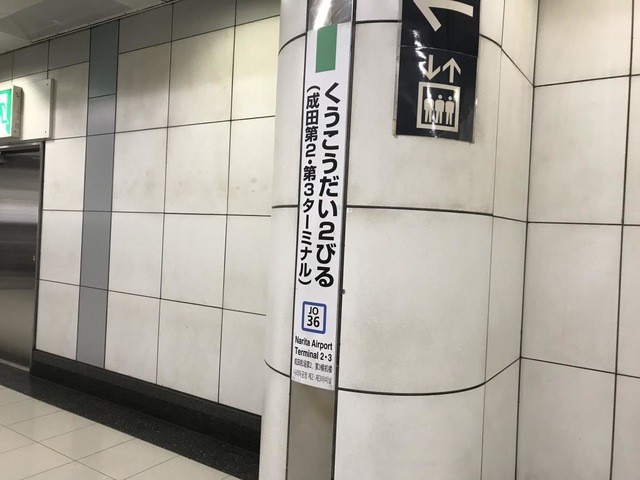 くうこうだい2びる
(成田第2・第3ターミナル)
JO
36
Narita Airport
Terminal 2・3